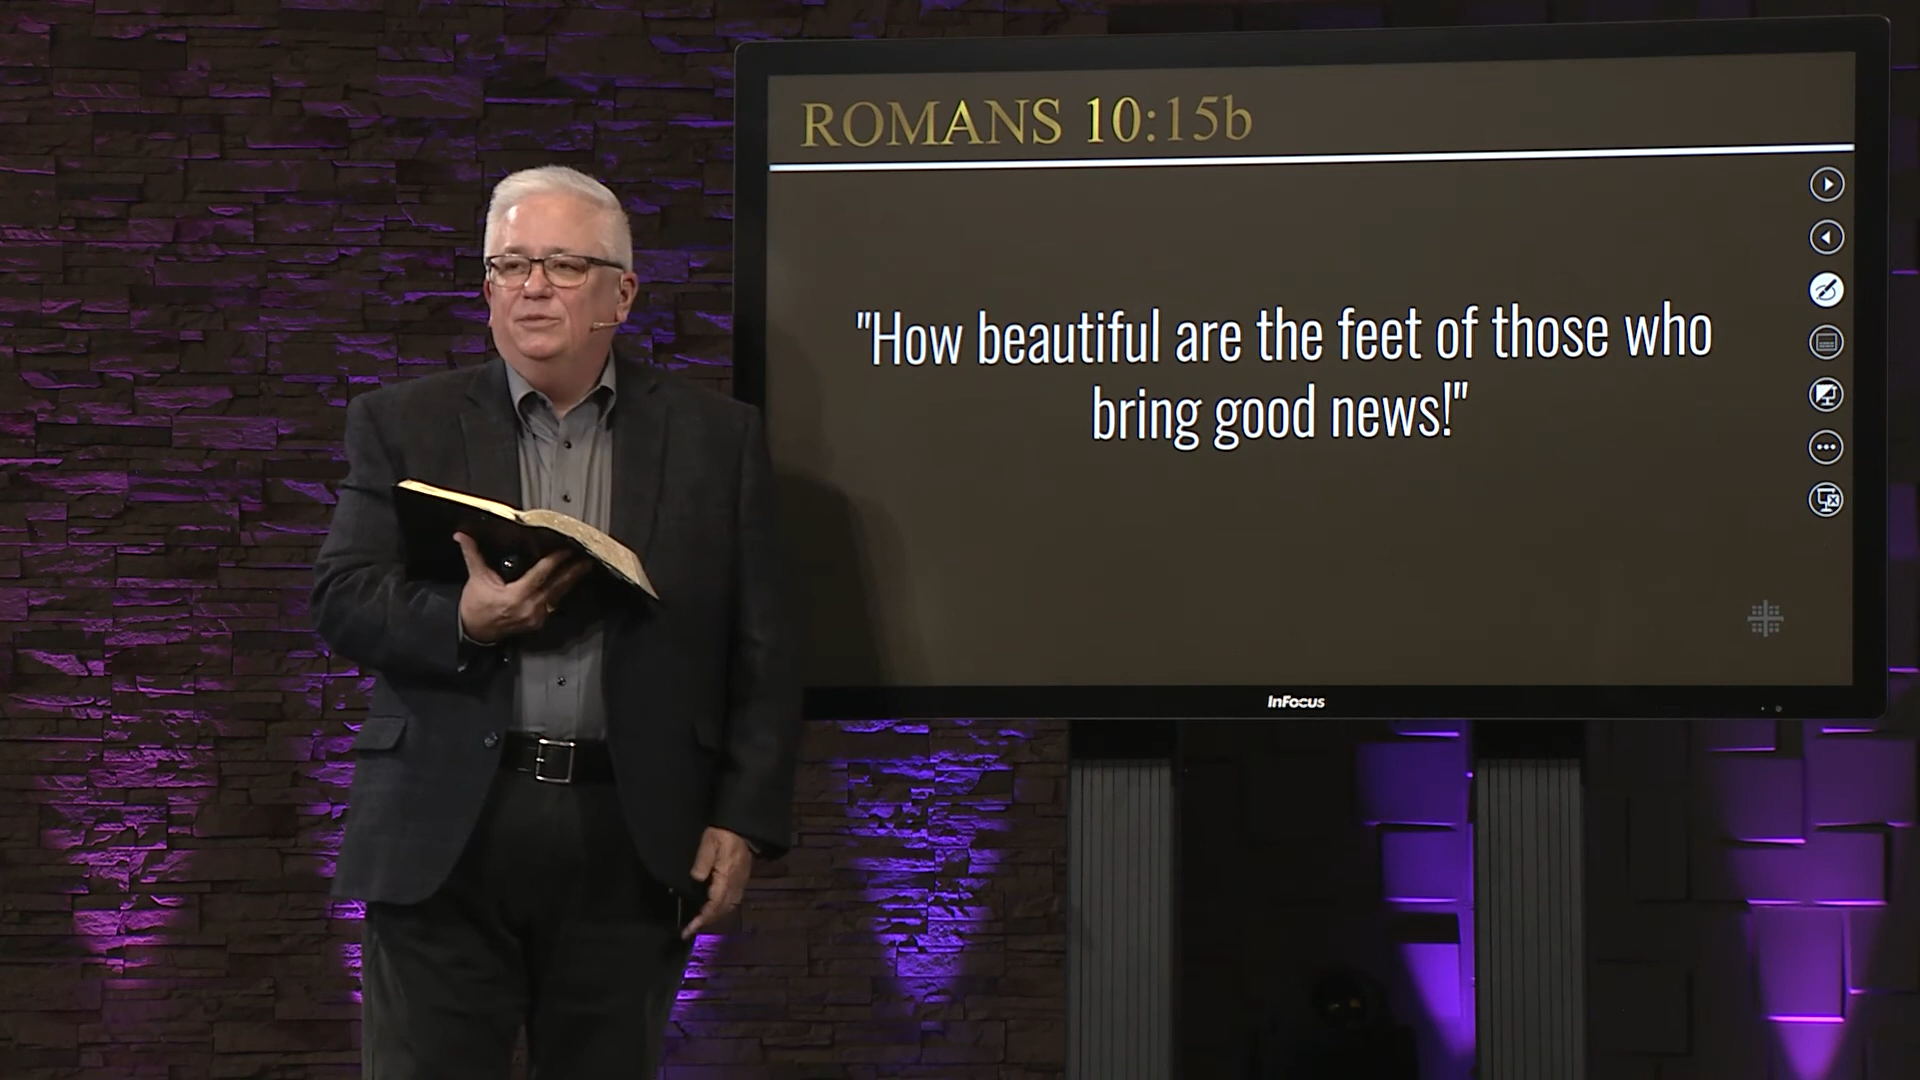 ROMANS 10:15b
"How beautiful are the feet of those who
bring good news!"
InFocus